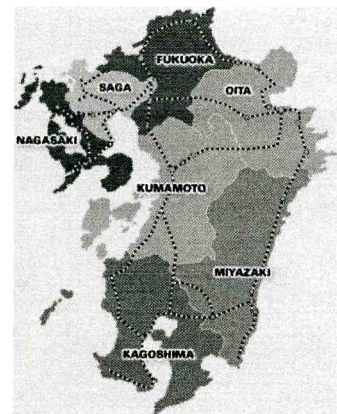 FUKUOKA
SAGA
OITA
NAGASAKI
KUMAMOTO
MIYAZAKI
KAGOSHIMA